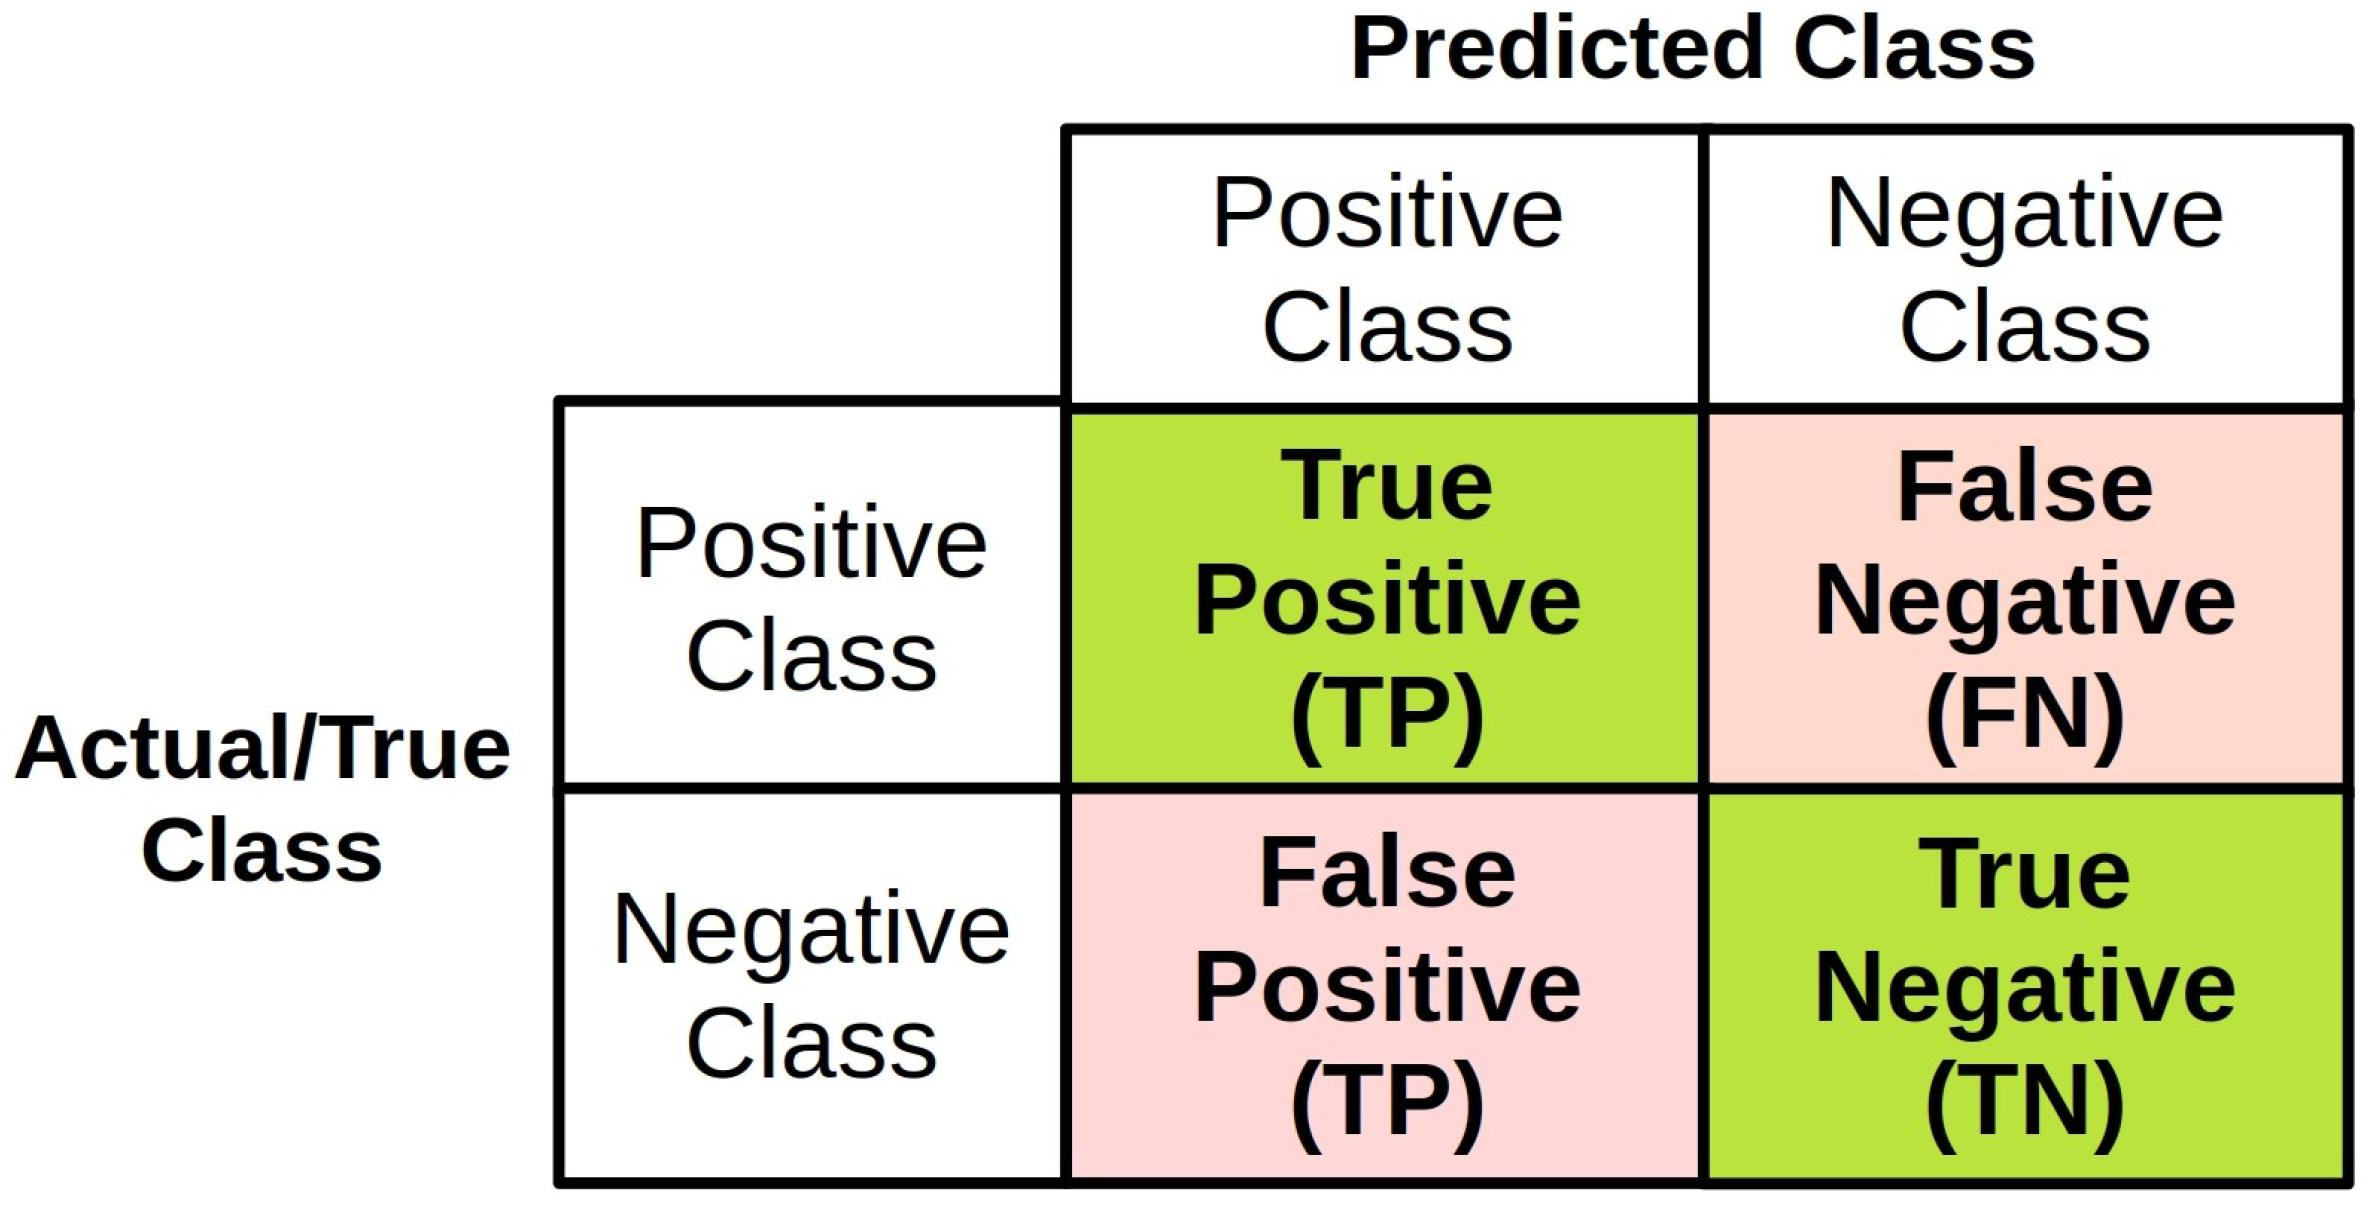 Predicted Class
Positive
Class
Negative
Class
Positive
Class
True
Positive
(TP)
False
Negative
(FN)
Actual/True
Class
Negative
Class
False
Positive
(TP)
True
Negative
(TN)